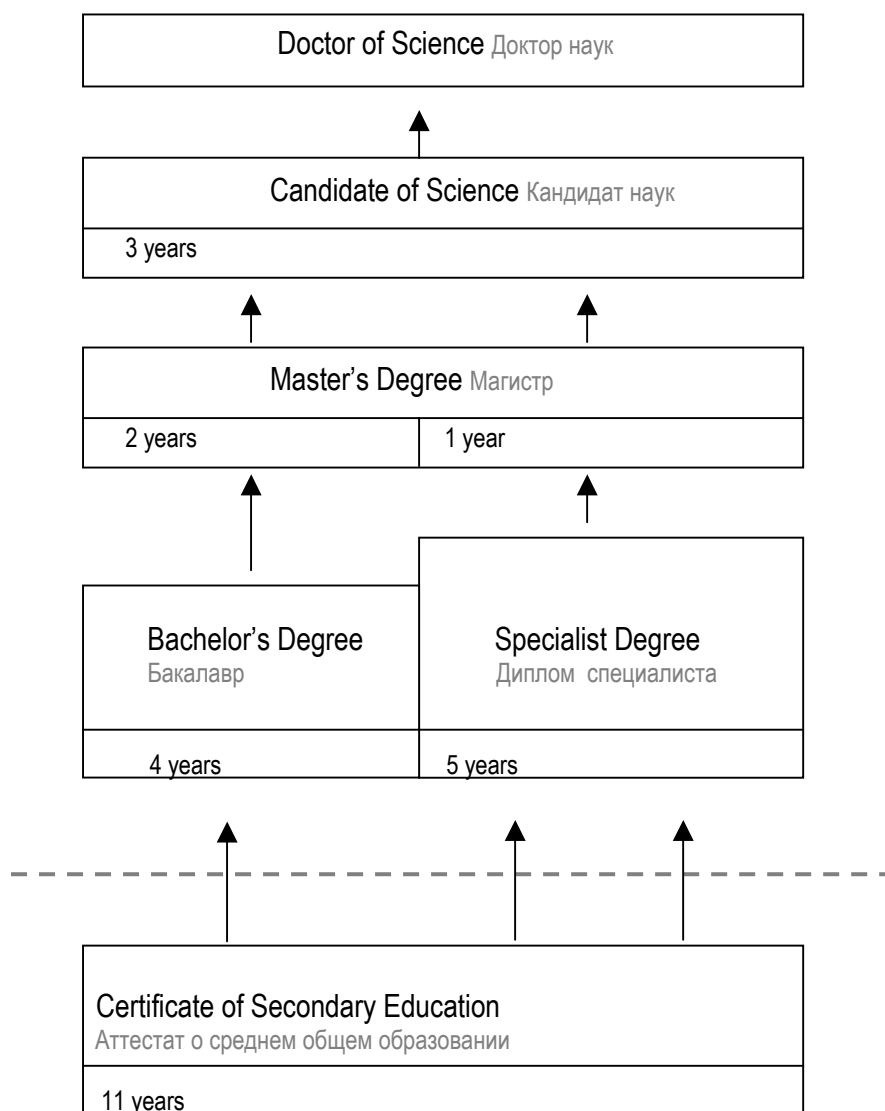 Doctor of Science Доктор наук
Candidate of Science Кандидат наук
3 years
Master’s Degree Магистр
2 years
1 year
Bachelor’s Degree
Бакалавр
Specialist Degree
Диплом специалиста
4 years
5 years
Certificate of Secondary Education
Аттестат о среднем общем образовании
11 years